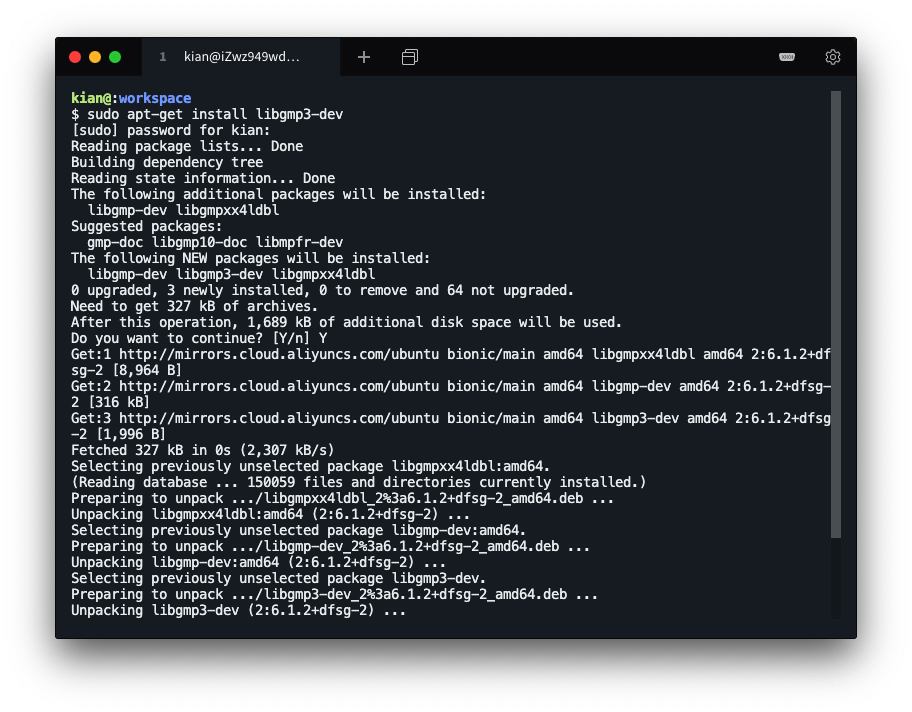 1 kian@iZwz949wd...
kian@:workspace
$ sudo apt-get install libgmp3-dev
[sudo] password for kian:
Reading package lists... Done
Building dependency tree
Reading state information... Done
The following additional packages will be installed:
  libgmp-dev libgmpxx4ldbl
Suggested packages:
  gmp-doc libgmp10-doc libmpfr-dev
The following NEW packages will be installed:
  libgmp-dev libgmp3-dev libgmpxx4ldbl
0 upgraded, 3 newly installed, 0 to remove and 64 not upgraded.
Need to get 327 kB of archives.
After this operation, 1,689 kB of additional disk space will be used.
Do you want to continue? [Y/n] Y
Get:1 http://mirrors.cloud.aliyuncs.com/ubuntu bionic/main amd64 libgmpxx4ldbl amd64 2:6.1.2+df
sg-2 [8,964 B]
Get:2 http://mirrors.cloud.aliyuncs.com/ubuntu bionic/main amd64 libgmp-dev amd64 2:6.1.2+dfsg-
2 [316 kB]
Get:3 http://mirrors.cloud.aliyuncs.com/ubuntu bionic/main amd64 libgmp3-dev amd64 2:6.1.2+dfsg
-2 [1,996 B]
Fetched 327 kB in 0s (2,307 kB/s)
Selecting previously unselected package libgmpxx4ldbl:amd64.
(Reading database ... 150059 files and directories currently installed.)
Preparing to unpack .../libgmpxx4ldbl_2%3a6.1.2+dfsg-2_amd64.deb ...
Unpacking libgmpxx4ldbl:amd64 (2:6.1.2+dfsg-2) ...
Selecting previously unselected package libgmp-dev:amd64.
Preparing to unpack .../libgmp-dev_2%3a6.1.2+dfsg-2_amd64.deb ...
Unpacking libgmp-dev:amd64 (2:6.1.2+dfsg-2) ...
Selecting previously unselected package libgmp3-dev.
Preparing to unpack .../libgmp3-dev_2%3a6.1.2+dfsg-2_amd64.deb ...
Unpacking libgmp3-dev (2:6.1.2+dfsg-2) ...